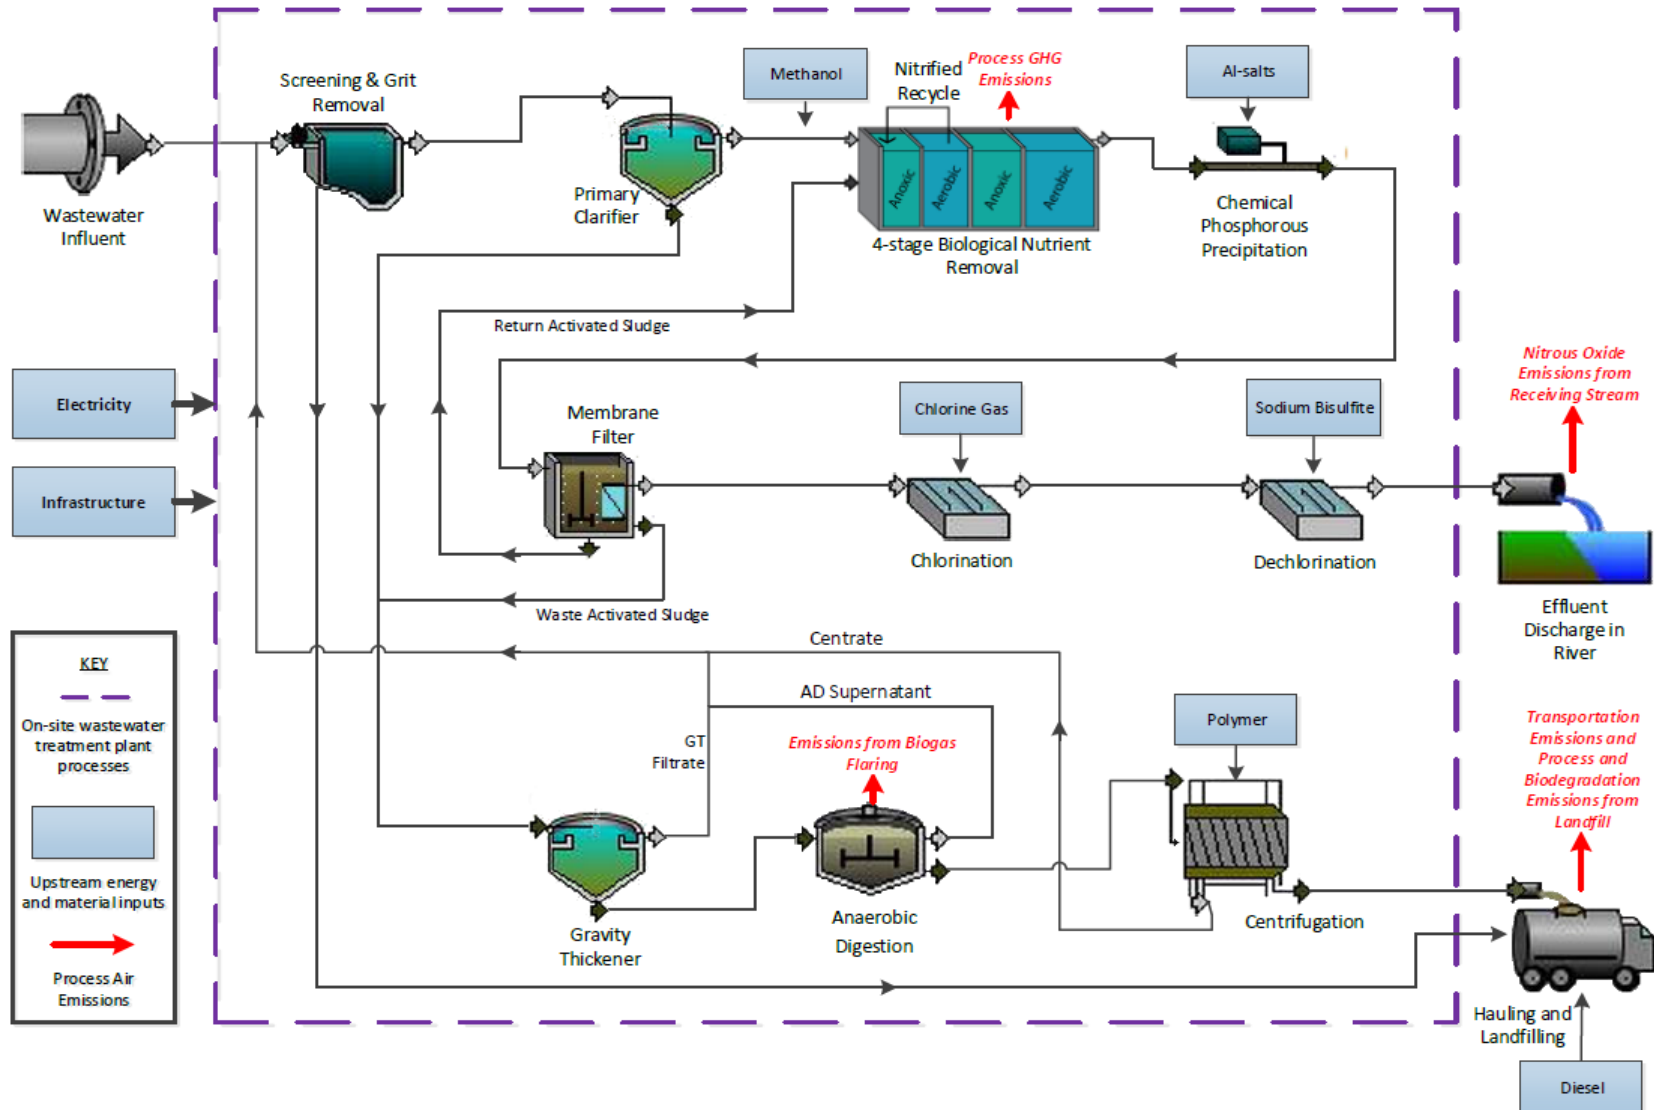 Screening & Grit
Removal
Wastewater
Influent
Primary
Clarifier
Methanol
Nitrified
Recycle
Process GHG
Emissions
Anoxic
Aerobic
Anoxic
Aerobic
4-stage Biological Nutrient
Removal
Al-salts
Chemical
Phosphorous
Precipitation
Return Activated Sludge
Electricity
Infrastructure
Membrane
Filter
Chlorine Gas
Chlorination
Sodium Bisulfite
Dechlorination
Nitrous Oxide
Emissions from
Receiving Stream
Effluent
Discharge in
River
Waste Activated Sludge
Centrate
AD Supernatant
GT
Filtrate
Emissions from Biogas
Flaring
Polymer
Transportation
Emissions and
Process and
Biodegradation
Emissions from
Landfill
Gravity
Thickener
Anaerobic
Digestion
Centrifugation
Hauling and
Landfilling
Diesel
KEY
On-site wastewater
treatment plant
processes
Upstream energy
and material inputs
Process Air
Emissions